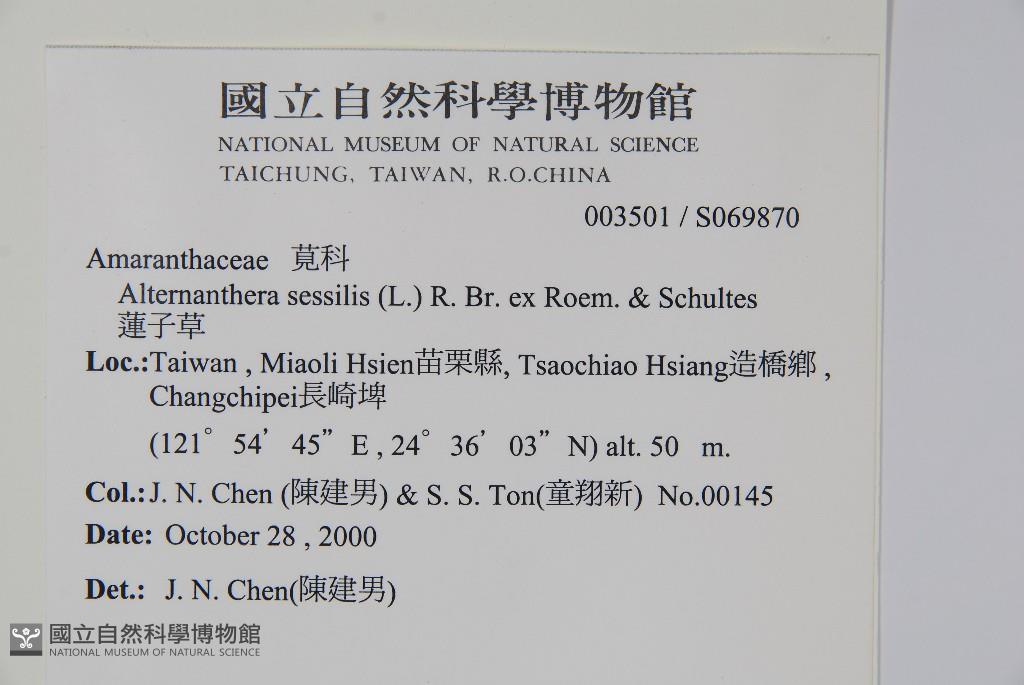 國立自然科學博物館
NATIONAL MUSEUM OF NATURAL SCIENCE
TAICHUNG, TAIWAN, R.O.CHINA
003501 / S069870
Amaranthaceae 莧科
Alternanthera sessilis (L.) R. Br. ex Roem. & Schultes
蓮子草
Loc.:Taiwan , Miaoli Hsien苗栗縣, Tsaochiao Hsiang造橋鄉 ,
Changchipei長崎埤
(121° 54’ 45” E , 24° 36’ 03” N) alt. 50 m.
Col.:J. N. Chen (陳建男) & S. S. Ton(童翔新) No.00145
Date: October 28 , 2000
Det.: J. N. Chen(陳建男)
國立自然科學博物館
NATIONAL MUSEUM OF NATURAL SCIENCE